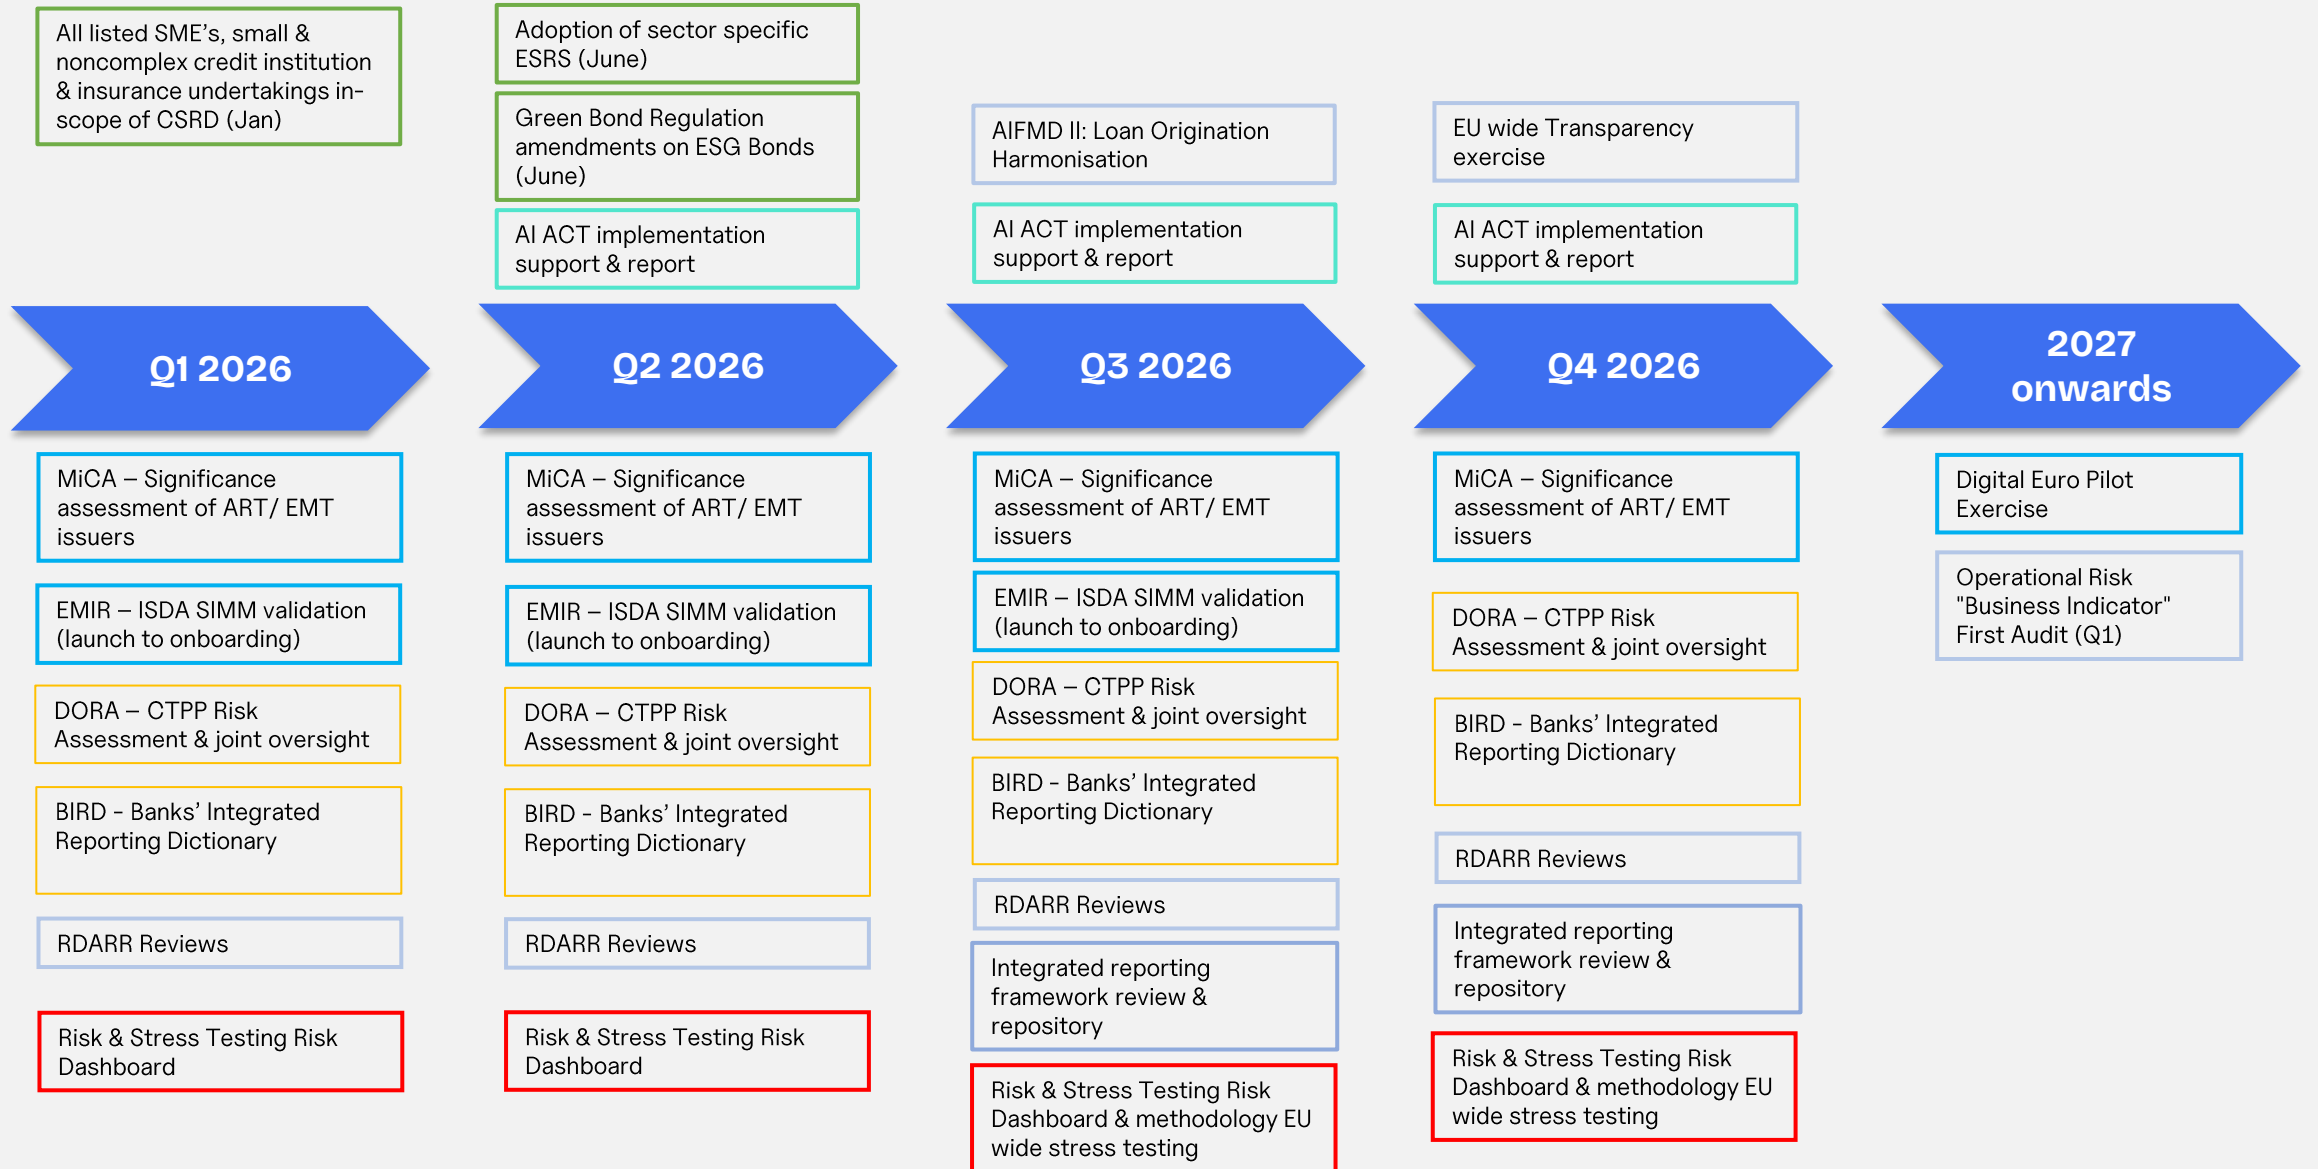 All listed SME's, small &
noncomplex credit institution
& insurance undertakings in-
scope of CSRD (Jan)
Adoption of sector specific
ESRS (June)
Green Bond Regulation
amendments on ESG Bonds
(June)
AI ACT implementation
support & report
AIFMD II: Loan Origination
Harmonisation
AI ACT implementation
support & report
EU wide Transparency
exercise
AI ACT implementation
support & report
Q1 2026
Q2 2026
Q3 2026
Q4 2026
2027
onwards
MiCA – Significance
assessment of ART/ EMT
issuers
EMIR – ISDA SIMM validation
(launch to onboarding)
DORA – CTPP Risk
Assessment & joint oversight
BIRD - Banks' Integrated
Reporting Dictionary
RDARR Reviews
Risk & Stress Testing Risk
Dashboard
MiCA – Significance
assessment of ART/ EMT
issuers
EMIR – ISDA SIMM validation
(launch to onboarding)
DORA – CTPP Risk
Assessment & joint oversight
BIRD - Banks' Integrated
Reporting Dictionary
RDARR Reviews
Risk & Stress Testing Risk
Dashboard
MiCA – Significance
assessment of ART/ EMT
issuers
EMIR – ISDA SIMM validation
(launch to onboarding)
DORA – CTPP Risk
Assessment & joint oversight
BIRD - Banks' Integrated
Reporting Dictionary
RDARR Reviews
Integrated reporting
framework review &
repository
Risk & Stress Testing Risk
Dashboard & methodology EU
wide stress testing
MiCA – Significance
assessment of ART/ EMT
issuers
DORA – CTPP Risk
Assessment & joint oversight
BIRD - Banks' Integrated
Reporting Dictionary
RDARR Reviews
Integrated reporting
framework review &
repository
Risk & Stress Testing Risk
Dashboard & methodology EU
wide stress testing
Digital Euro Pilot
Exercise
Operational Risk
"Business Indicator"
First Audit (Q1)